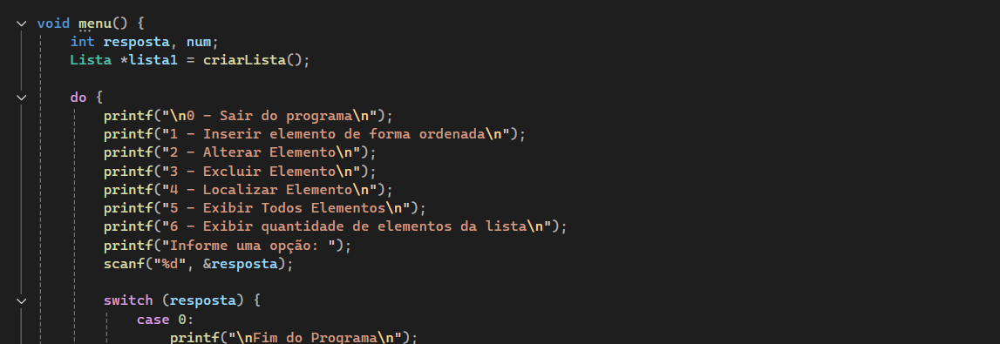 void menu() {
    int resposta, num;
    Lista *lista1 = criarLista();

    do {
        printf("\n0 - Sair do programa\n");
        printf("1 - Inserir elemento de forma ordenada\n");
        printf("2 - Alterar Elemento\n");
        printf("3 - Excluir Elemento\n");
        printf("4 - Localizar Elemento\n");
        printf("5 - Exibir Todos Elementos\n");
        printf("6 - Exibir quantidade de elementos da lista\n");
        printf("Informe uma opção: ");
        scanf("%d", &resposta);

        switch (resposta) {
            case 0:
                printf("\nFim do Programa\n");